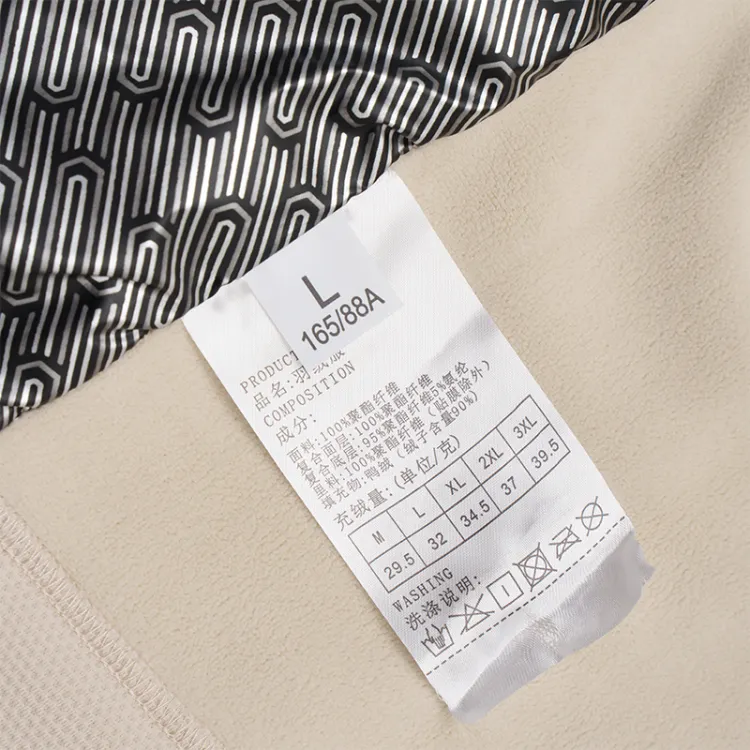 L
165/88A
PRODUCT
品名:羽绒服
COMPOSITION
成分:
面料:100%聚酯纤维
复合面层:100%聚酯纤维
复合底层:95%聚酯纤维5%氨纶
里料:100%聚酯纤维(贴膜除外)
填充物:鸭绒(绒子含量90%)
充绒量:(单位/克)
M L XL 2XL 3XL
29.5 32 34.5 37 39.5
WASHING
洗涤说明: